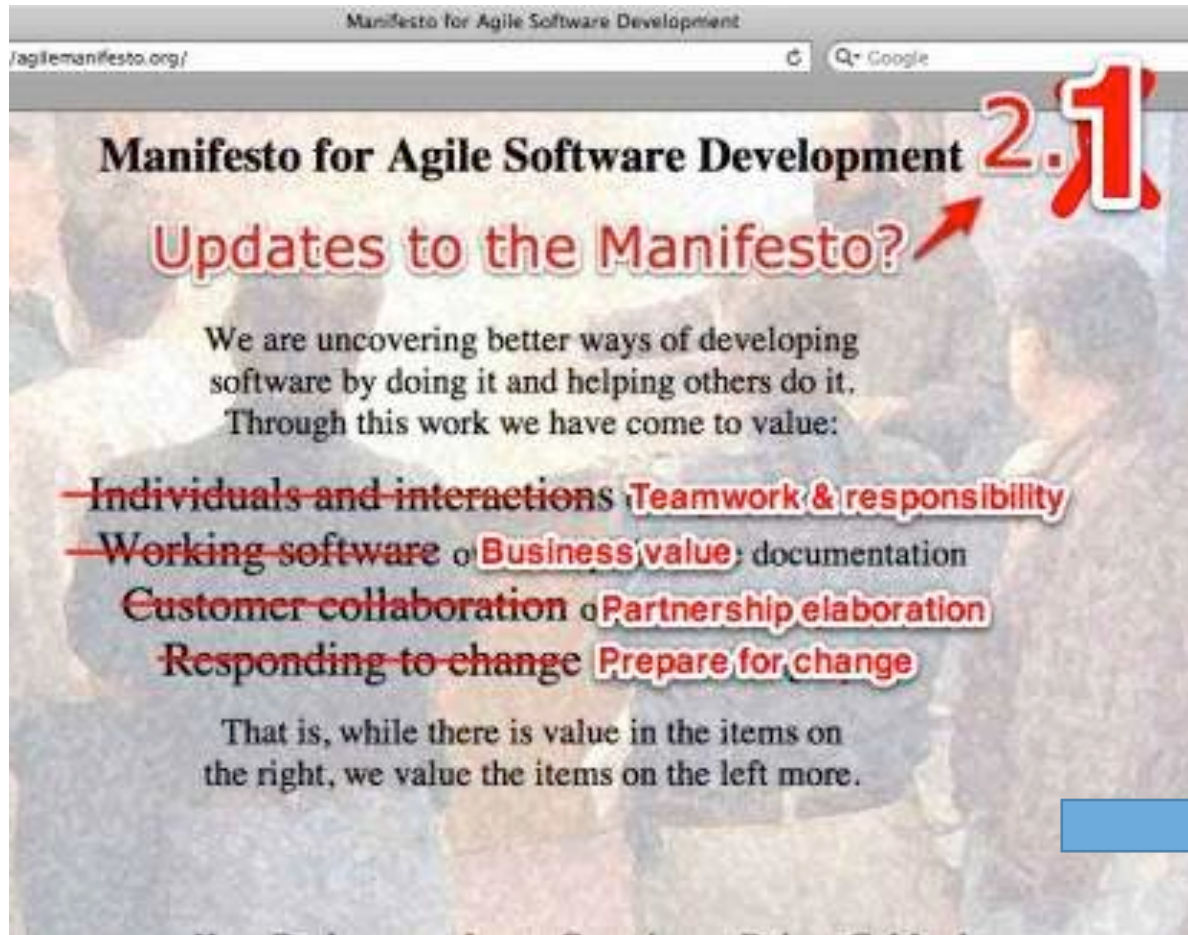 Manifesto for Agile Software Development
/agilemanifesto.org/ Google
Manifesto for Agile Software Development 2.1
Updates to the Manifesto?
We are uncovering better ways of developing
software by doing it and helping others do it.
Through this work we have come to value:
Individuals and interactions Teamwork & responsibility
Working software Business value documentation
Customer collaboration Partnership elaboration
Responding to change Prepare for change
That is, while there is value in the items on
the right, we value the items on the left more.